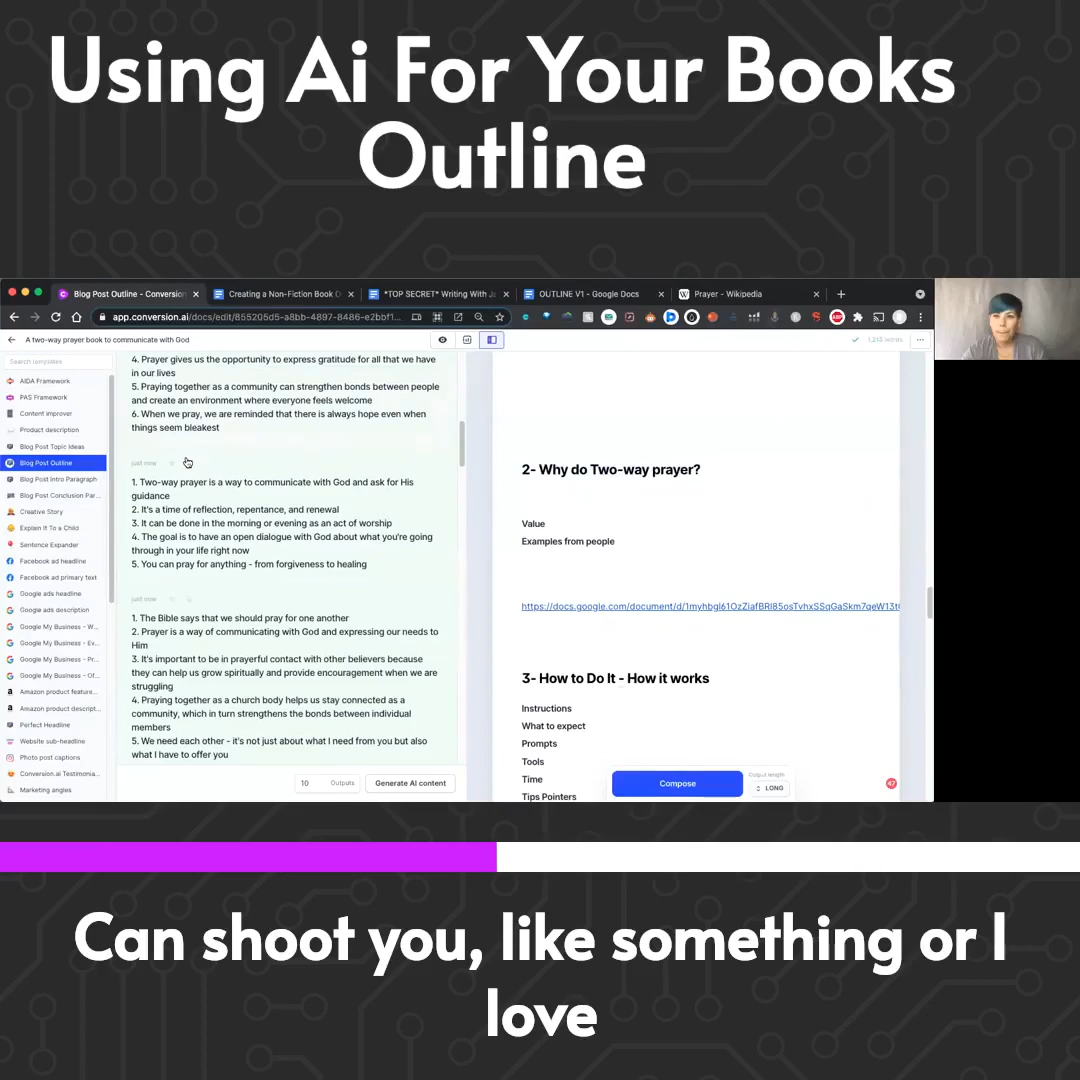 Using Ai For Your Books
Outline
Blog Post Outline - Conversion
Creating a Non-Fiction Book D
*TOP SECRET* Writing With Ja
OUTLINE V1 - Google Docs
Prayer - Wikipedia
app.conversion.ai/docs/edit/855205d5-a8bb-4897-8486-e2bbf1...
A two-way prayer book to communicate with God
1,213 words
Search templates
AIDA Framework
PAS Framework
Content improver
Product description
Blog Post Topic Ideas
Blog Post Outline
Blog Post Intro Paragraph
Blog Post Conclusion Par...
Creative Story
Explain It To a Child
Sentence Expander
Facebook ad headline
Facebook ad primary text
Google ads headline
Google ads description
Google My Business - W...
Google My Business - Ev...
Google My Business - Pr...
Google My Business - Of...
Amazon product feature...
Amazon product descript...
Perfect Headline
Website sub-headline
Photo post captions
Conversion.ai Testimonia...
Marketing angles
4. Prayer gives us the opportunity to express gratitude for all that we have
in our lives
5. Praying together as a community can strengthen bonds between people
and create an environment where everyone feels welcome
6. When we pray, we are reminded that there is always hope even when
things seem bleakest
just now
1. Two-way prayer is a way to communicate with God and ask for His
guidance
2. It's a time of reflection, repentance, and renewal
3. It can be done in the morning or evening as an act of worship
4. The goal is to have an open dialogue with God about what you're going
through in your life right now
5. You can pray for anything - from forgiveness to healing
just now
1. The Bible says that we should pray for one another
2. Prayer is a way of communicating with God and expressing our needs to
Him
3. It's important to be in prayerful contact with other believers because
they can help us grow spiritually and provide encouragement when we are
struggling
4. Praying together as a church body helps us stay connected as a
community, which in turn strengthens the bonds between individual
members
5. We need each other - it's not just about what I need from you but also
what I have to offer you
10 Outputs
Generate AI content
2- Why do Two-way prayer?
Value
Examples from people
3- How to Do It - How it works
Instructions
What to expect
Prompts
Tools
Time
Tips Pointers
Compose
Output length
LONG
47
Can shoot you, like something or I
love